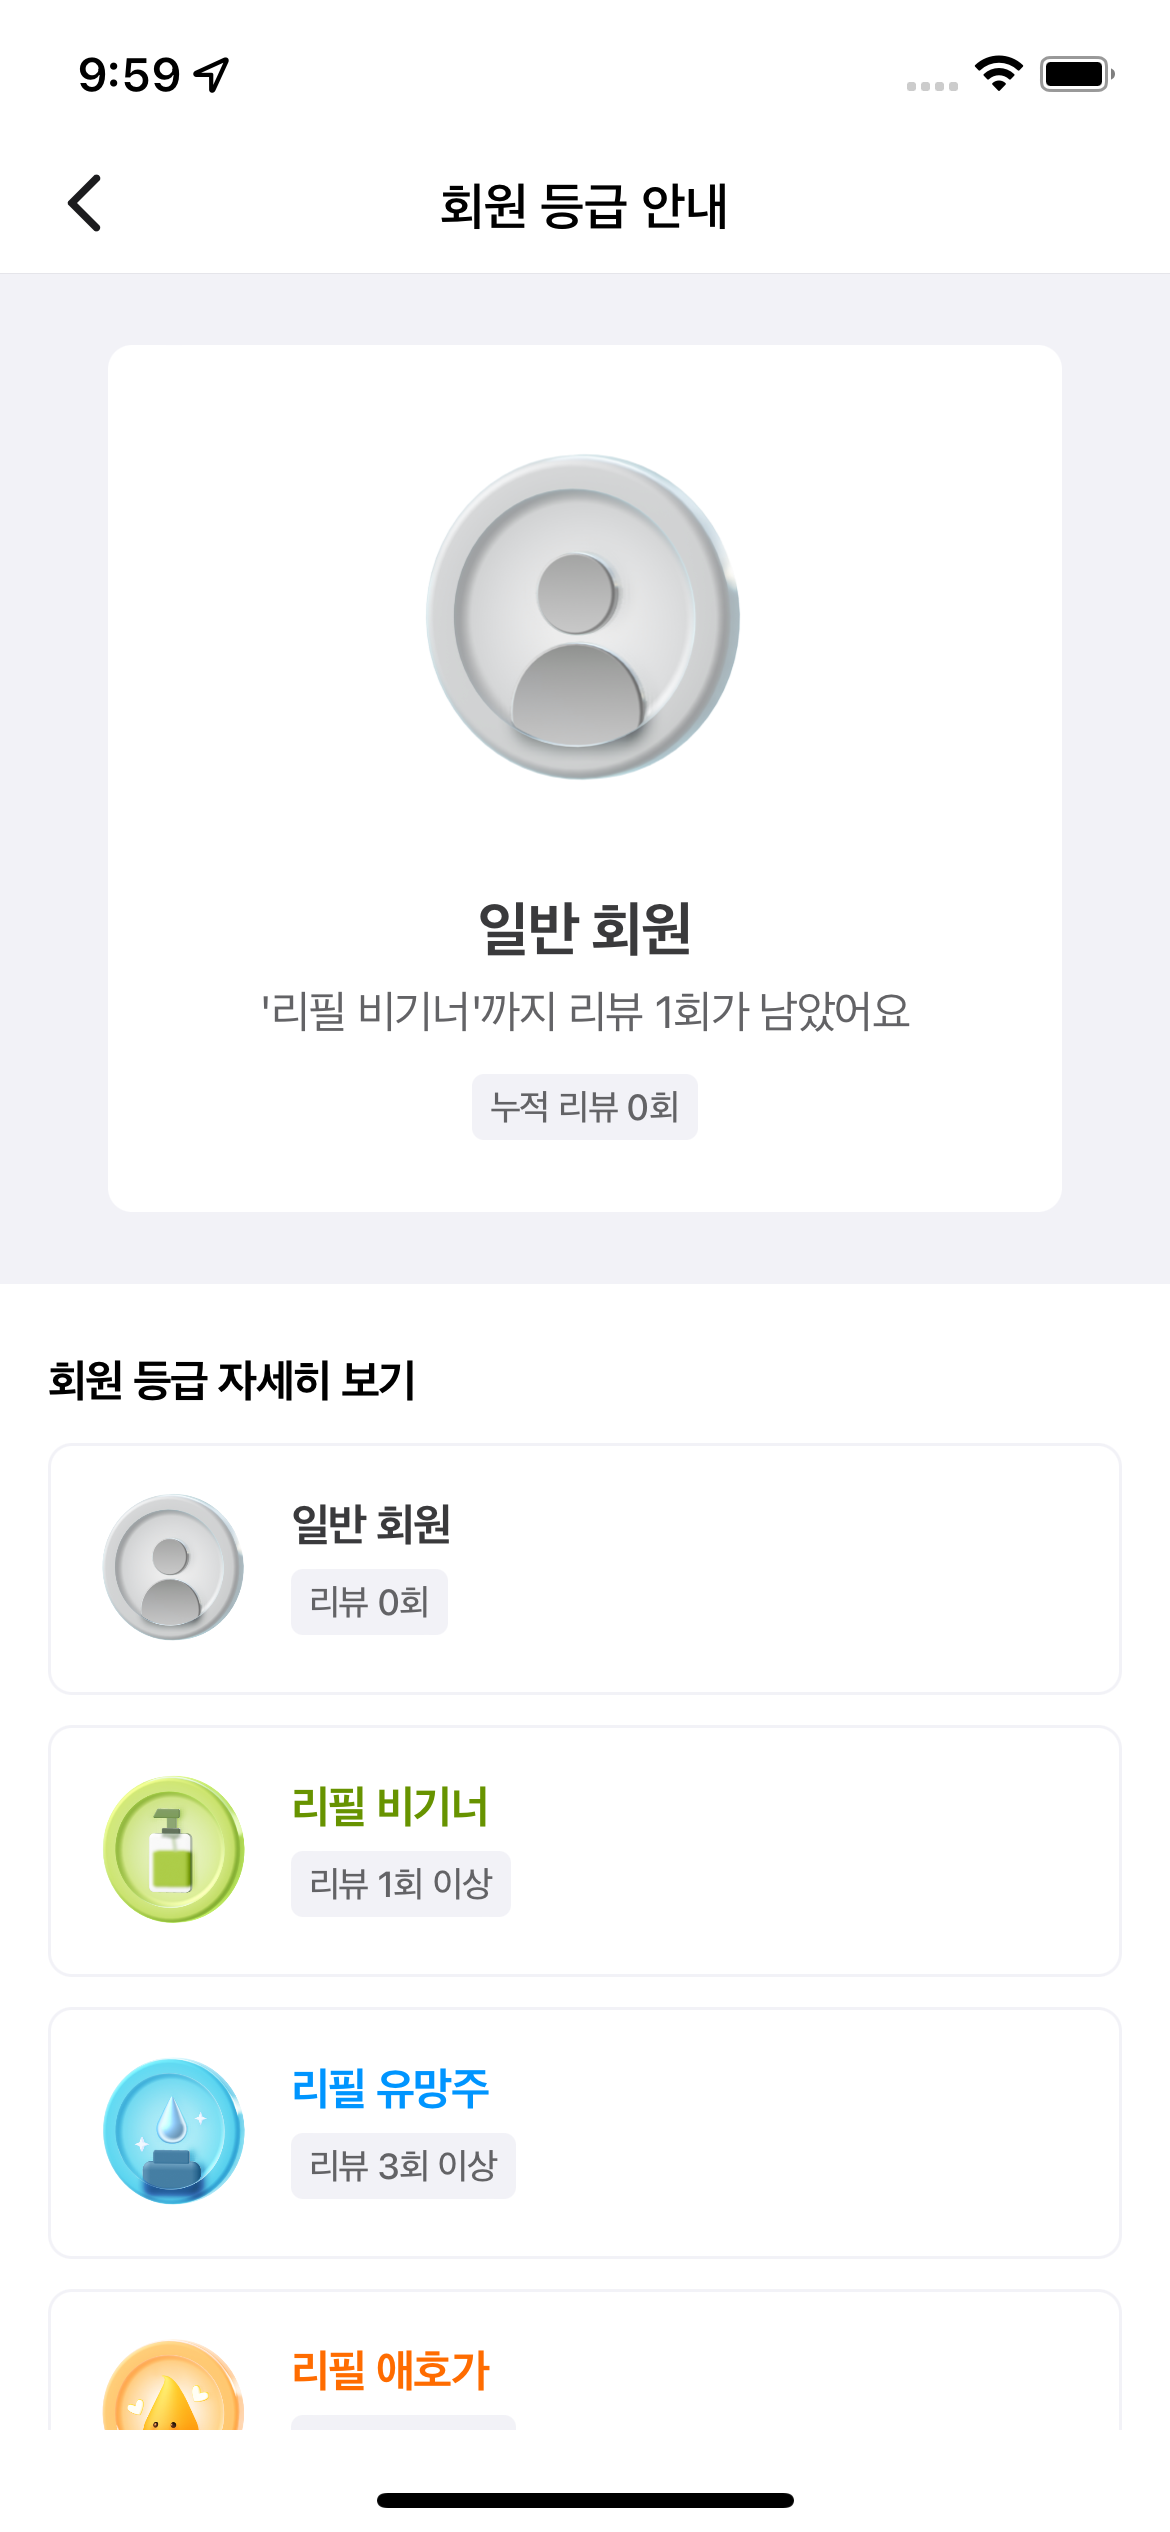 9:59
회원 등급 안내
일반 회원
'리필 비기너'까지 리뷰 1회가 남았어요
누적 리뷰 0회
회원 등급 자세히 보기
일반 회원
리뷰 0회
리필 비기너
리뷰 1회 이상
리필 유망주
리뷰 3회 이상
리필 애호가